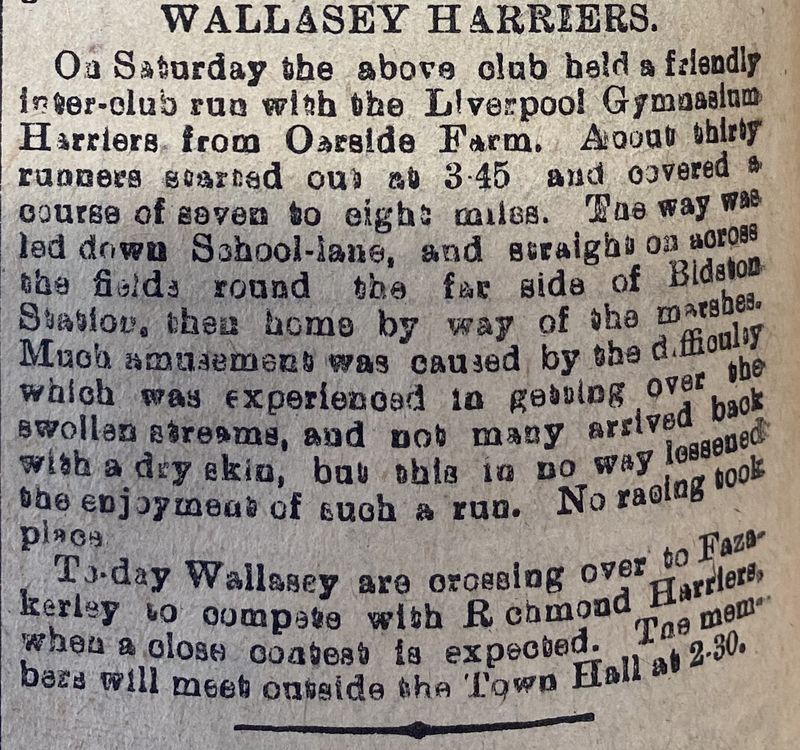 WALLASEY HARRIERS.
On Saturday the above club held a friendly
inter-club run with the Liverpool Gymnasium
Harriers from Oarside Farm. About thirty
runners started out at 3-45 and covered a
course of seven to eight miles. The way was
led down School-lane, and straight on across
the fields round the far side of Bidston
Station, then home by way of the marshes.
Much amusement was caused by the difficulty
which was experienced in getting over the
swollen streams, and not many arrived back
with a dry skin, but this in no way lessened
the enjoyment of such a run. No racing took
place
To-day Wallasey are crossing over to Faza-
kerley to compete with Richmond Harriers,
when a close contest is expected. The mem-
bers will meet outside the Town Hall at 2-30.